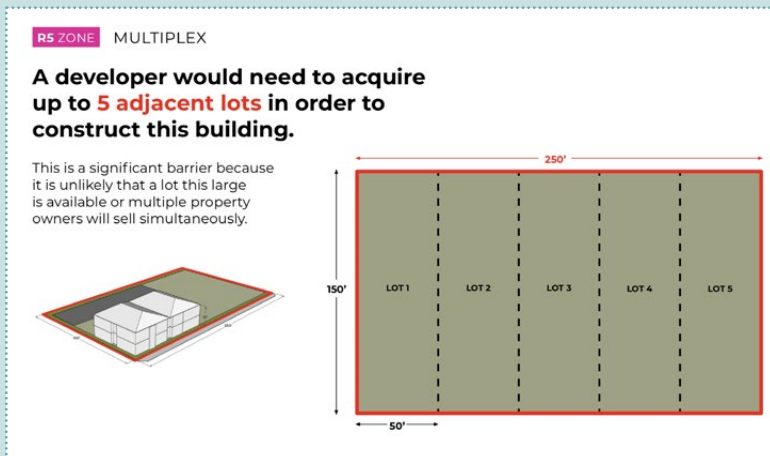 R5 ZONE MULTIPLEX
A developer would need to acquire
up to 5 adjacent lots in order to
construct this building.
This is a significant barrier because
it is unlikely that a lot this large
is available or multiple property
owners will sell simultaneously.
250'
150'
LOT 1 LOT 2 LOT 3 LOT 4 LOT 5
50'